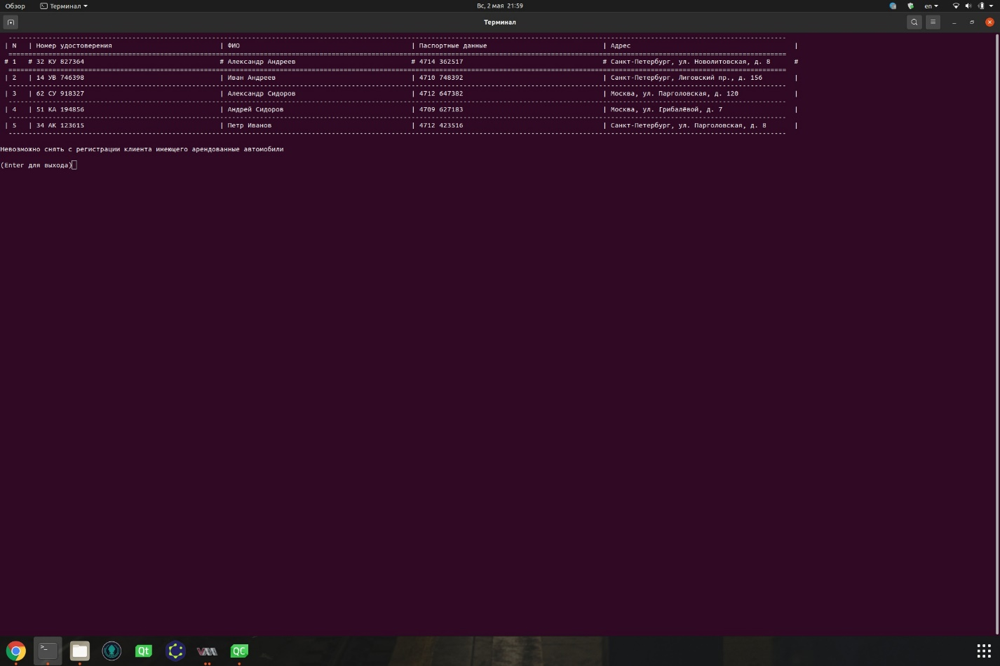 Обзор Терминал Вс, 2 мая 21:59 en
Терминал
| N | Номер удостоверения | ФИО | Паспортные данные | Адрес |
# 1 # 32 КУ 827364 # Александр Андреев # 4714 362517 # Санкт-Петербург, ул. Новолитовская, д. 8 #
| 2 | 14 УВ 746398 | Иван Андреев | 4710 748392 | Санкт-Петербург, Лиговский пр., д. 156 |
| 3 | 62 СУ 918327 | Александр Сидоров | 4712 647382 | Москва, ул. Парголовская, д. 120 |
| 4 | 51 КА 194856 | Андрей Сидоров | 4709 627183 | Москва, ул. Грибалёвой, д. 7 |
| 5 | 34 АК 123615 | Петр Иванов | 4712 423516 | Санкт-Петербург, ул. Парголовская, д. 8 |
Невозможно снять с регистрации клиента имеющего арендованные автомобили
(Enter для выхода)
Qt QC